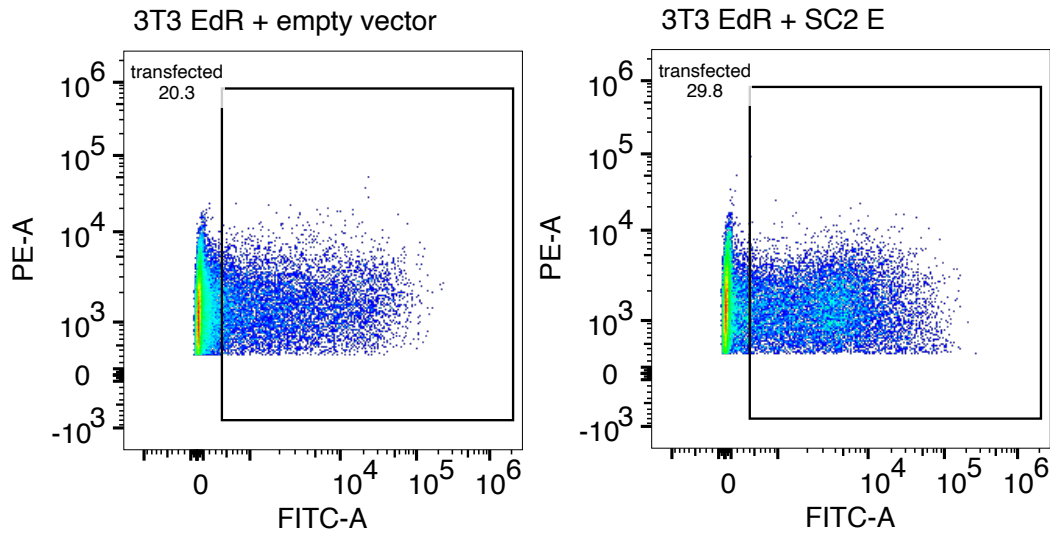 3T3 EdR + empty vector
transfected
20.3
10^6
10^5
10^4
10^3
0
-10^3
PE-A
0
10^4
10^5
10^6
FITC-A
3T3 EdR + SC2 E
transfected
29.8
10^6
10^5
10^4
10^3
0
-10^3
PE-A
0
10^4
10^5
10^6
FITC-A